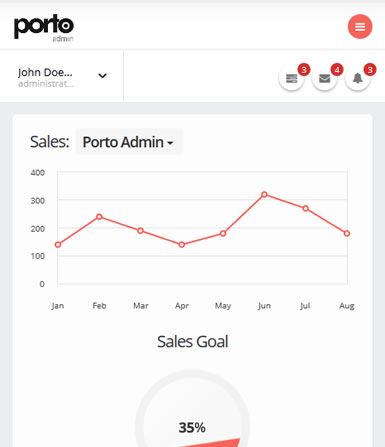 porto
admin
John Doe...
administrat...
3
4
3
Sales: Porto Admin
400
300
200
100
0
Jan Feb Mar Apr May Jun Jul Aug
Sales Goal
35%